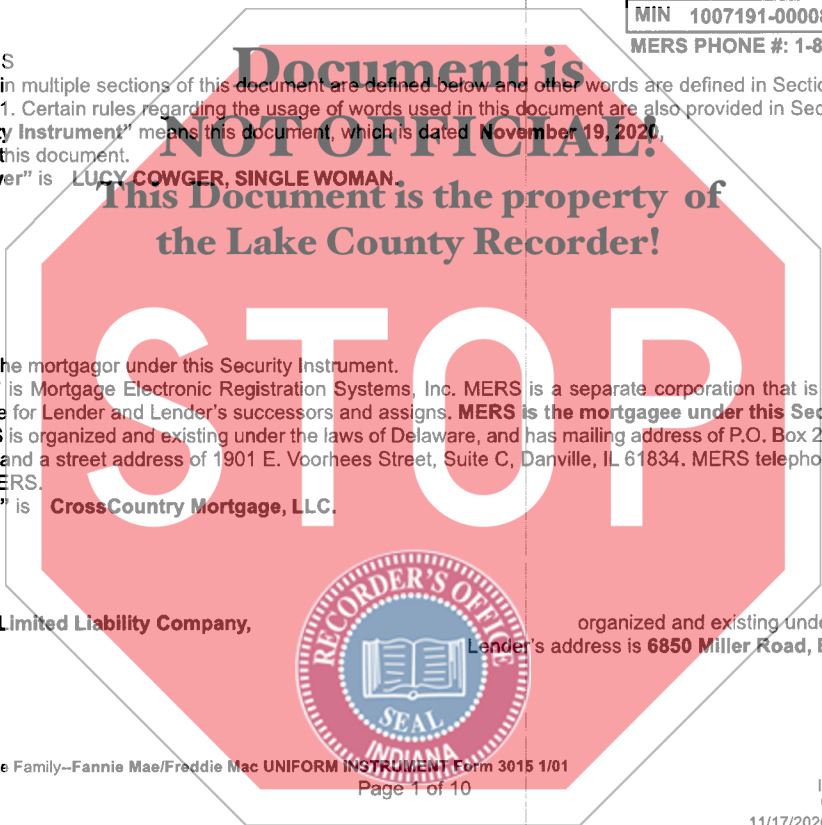 MIN 1007191-00008
MERS PHONE #: 1-8
S
Document is
in multiple sections of this document are defined below and other words are defined in Sectio
1. Certain rules regarding the usage of words used in this document are also provided in Sec
NOT OFFICIAL!
y Instrument" means this document, which is dated November 19, 2020,
this document.
er" is LUCY COWGER, SINGLE WOMAN.
This Document is the property of
the Lake County Recorder!
STOP
he mortgagor under this Security Instrument.
" is Mortgage Electronic Registration Systems, Inc. MERS is a separate corporation that is
e for Lender and Lender's successors and assigns. MERS is the mortgagee under this Sec
S is organized and existing under the laws of Delaware, and has mailing address of P.O. Box 2
and a street address of 1901 E. Voorhees Street, Suite C, Danville, IL 61834. MERS telepho
ERS.
" is CrossCountry Mortgage, LLC.
RECORDER'S OFFICE
SEAL
INDIANA
Limited Liability Company, organized and existing unde
Lender's address is 6850 Miller Road, B
e Family--Fannie Mae/Freddie Mac UNIFORM INSTRUMENT Form 3015 1/01
Page 1 of 10
11/17/2020